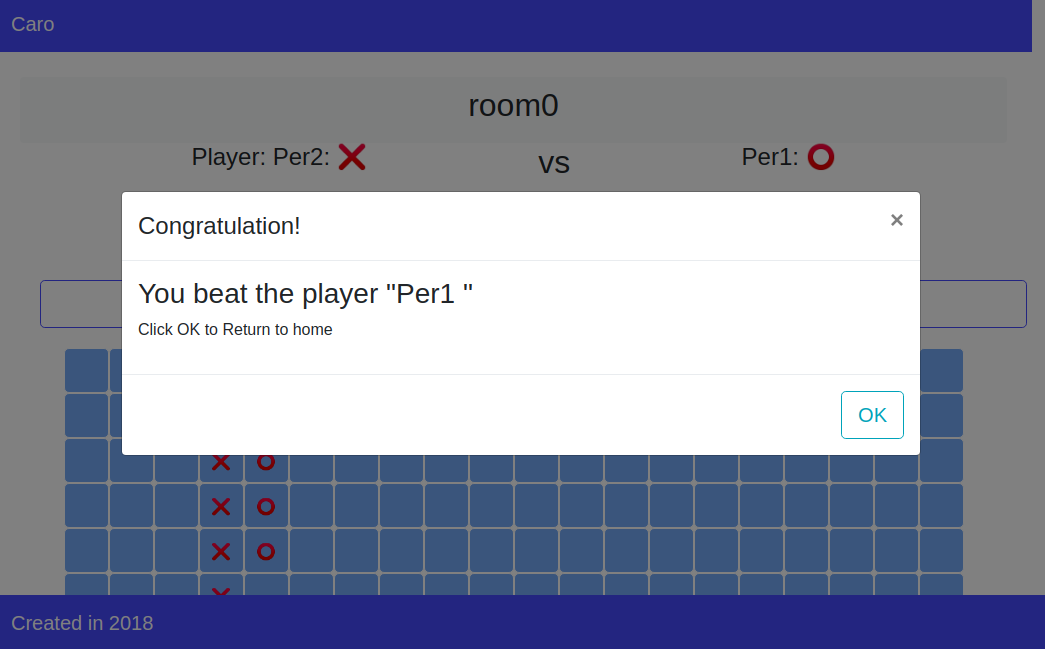 Caro
room0
Player: Per2: vs Per1:
Congratulation! ×
You beat the player "Per1 "
Click OK to Return to home
OK
Created in 2018